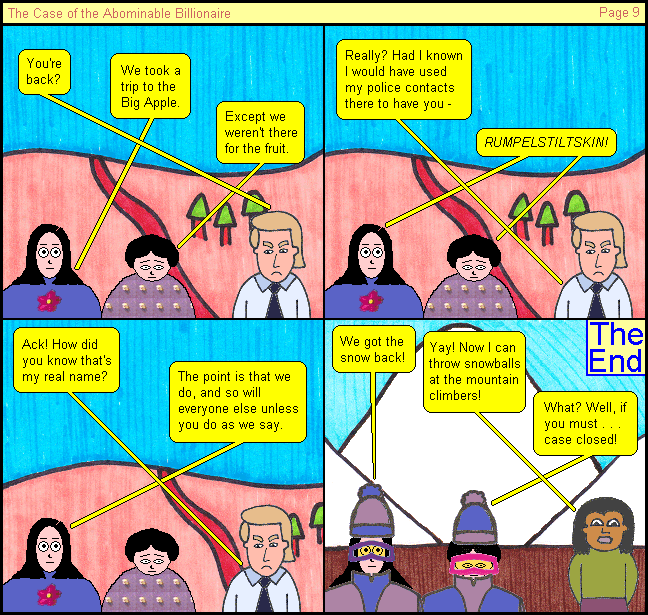 The Case of the Abominable Billionaire
Page 9
You're
back?
We took a
trip to the
Big Apple.
Except we
weren't there
for the fruit.
Really? Had I known
I would have used
my police contacts
there to have you -
RUMPELSTILTSKIN!
Ack! How did
you know that's
my real name?
The point is that we
do, and so will
everyone else unless
you do as we say.
We got the
snow back!
Yay! Now I can
throw snowballs
at the mountain
climbers!
What? Well, if
you must . . .
case closed!
The
End